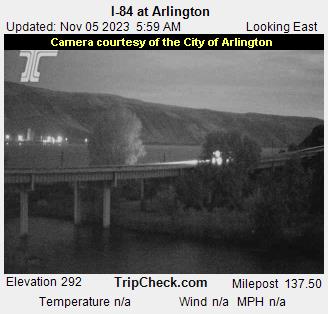 I-84 at Arlington
Updated: Nov 05 2023 5:59 AM Looking East
Camera courtesy of the City of Arlington
Elevation 292 TripCheck.com Milepost 137.50
Temperature n/a Wind n/a MPH n/a